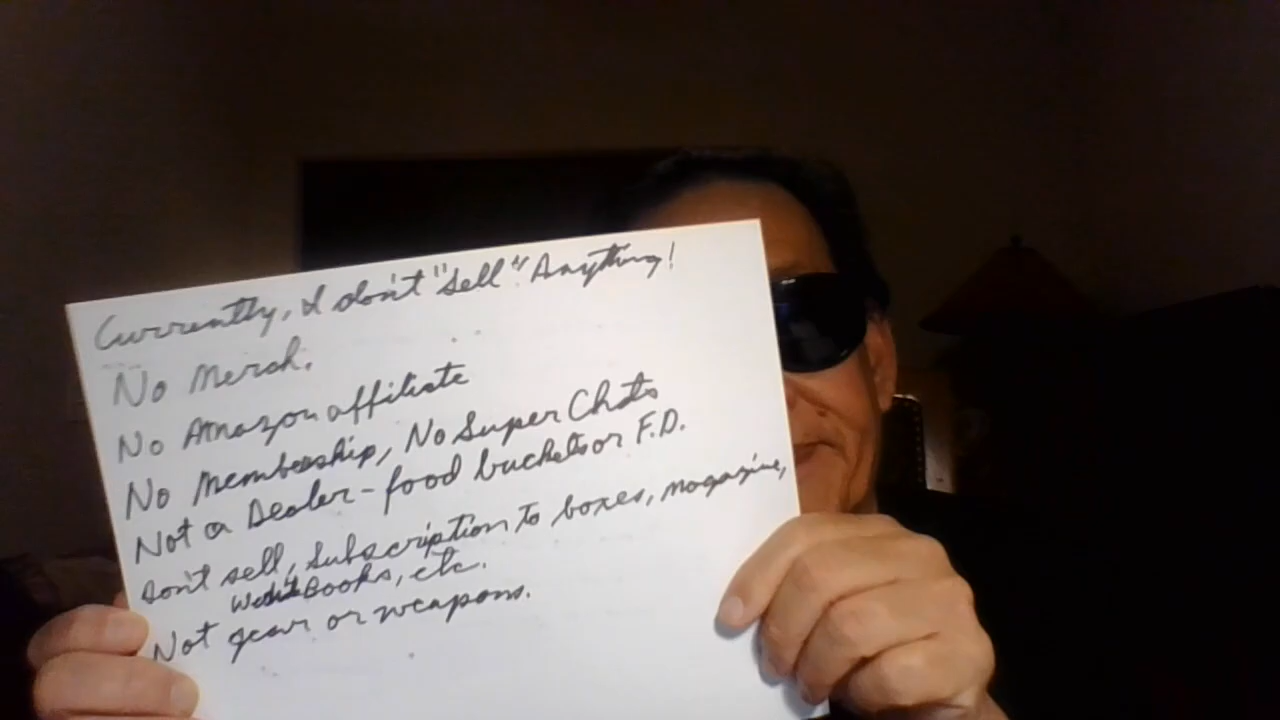 Currently, I don't "sell" Anything!
No Merch.
No Amazon affiliate
No Membership, No Super Chats
Not a Dealer - food buckets or F.D.
Don't sell, Subscription to boxes, magazine,
Books, etc.
Not gear or weapons.